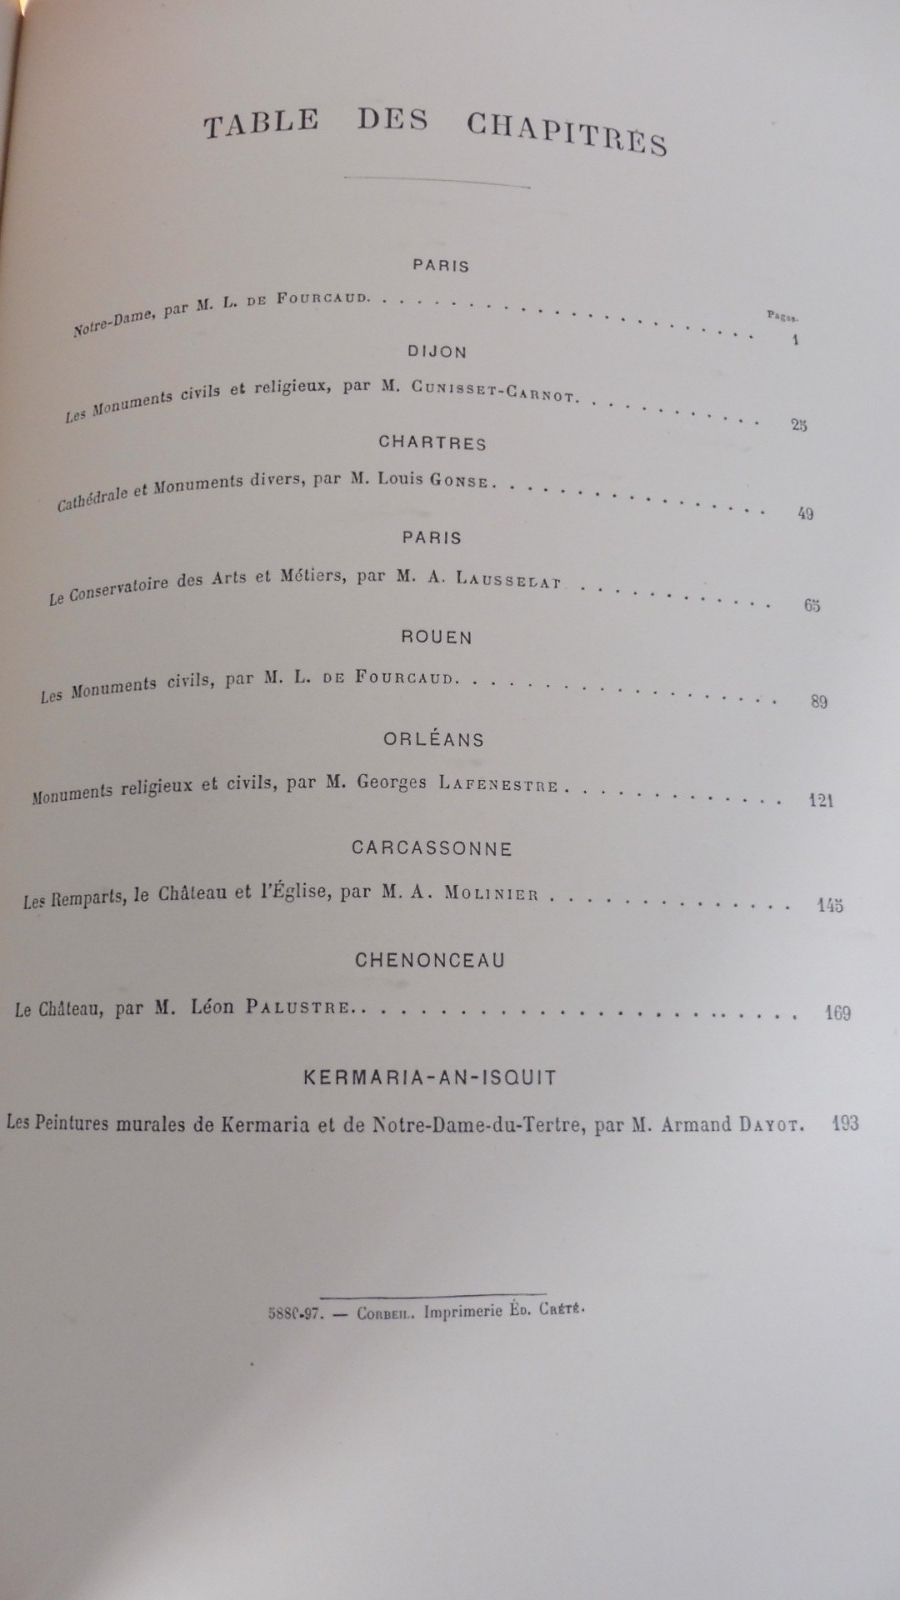 TABLE DES CHAPITRES
PARIS
Pages.
Notre-Dame, par M. L. DE FOURCAUD. . . . . . . . . . . . . . . . . . . . . . . 1
DIJON
Les Monuments civils et religieux, par M. CUNISSET-CARNOT. . . . . . . . . . . . 25
CHARTRES
Cathédrale et Monuments divers, par M. Louis GONSE. . . . . . . . . . . . . . . . . 49
PARIS
Le Conservatoire des Arts et Métiers, par M. A. LAUSSEDAT . . . . . . . . . . . . 65
ROUEN
Les Monuments civils, par M. L. DE FOURCAUD. . . . . . . . . . . . . . . . . . . 89
ORLÉANS
Monuments religieux et civils, par M. Georges LAFENESTRE. . . . . . . . . . . . . . 121
CARCASSONNE
Les Remparts, le Château et l'Église, par M. A. MOLINIER . . . . . . . . . . . . . . 145
CHENONCEAU
Le Château, par M. Léon PALUSTRE. . . . . . . . . . . . . . . . . . . . . . . . . 169
KERMARIA-AN-ISQUIT
Les Peintures murales de Kermaria et de Notre-Dame-du-Tertre, par M. Armand DAYOT. 193
— CORBEIL. Imprimerie ÉD. CRÉTÉ.